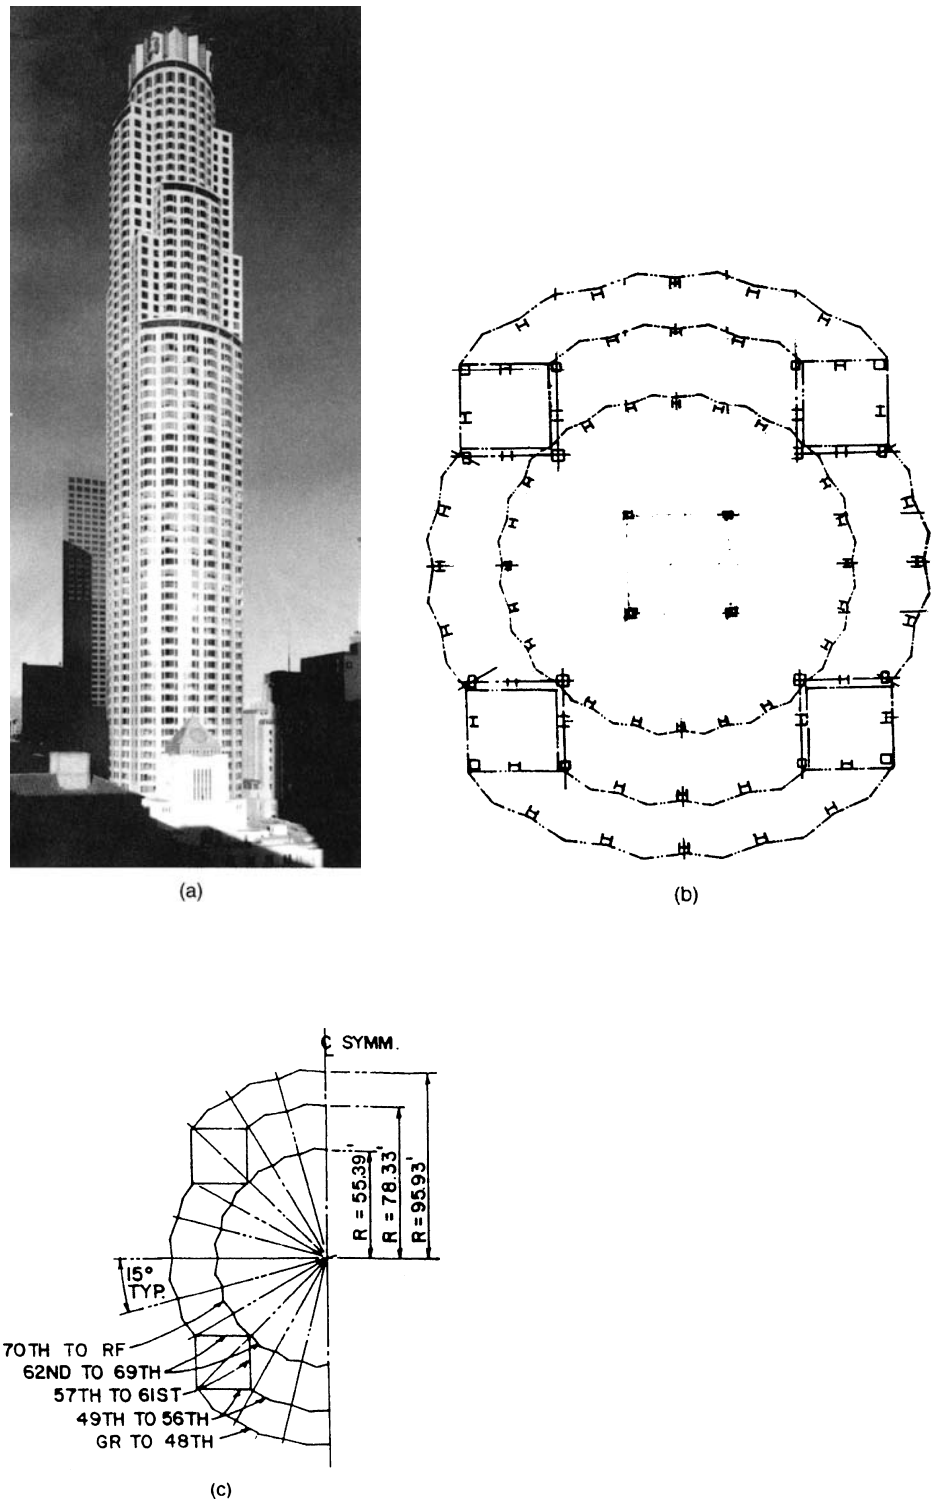 (a)
(b)
℄ SYMM.
R = 55.39'
R = 78.33'
R = 95.93'
15°
TYP.
70TH TO RF
62ND TO 69TH
57TH TO 61ST
49TH TO 56TH
GR TO 48TH
(c)